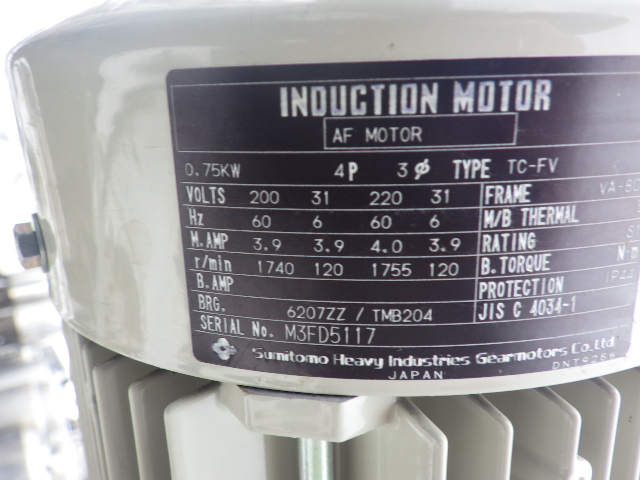 INDUCTION MOTOR
AF MOTOR
0.75KW 4P 3φ TYPE TC-FV
VOLTS 200 31 220 31 FRAME
Hz 60 6 60 6 M/B THERMAL
M.AMP 3.9 3.9 4.0 3.9 RATING
r/min 1740 120 1755 120 B.TORQUE N·m
B.AMP PROTECTION IP44
BRG. 6207ZZ / TMB204 JIS C 4034-1
SERIAL No. M3FD5117
Sumitomo Heavy Industries Gearmotors Co.Ltd.
JAPAN